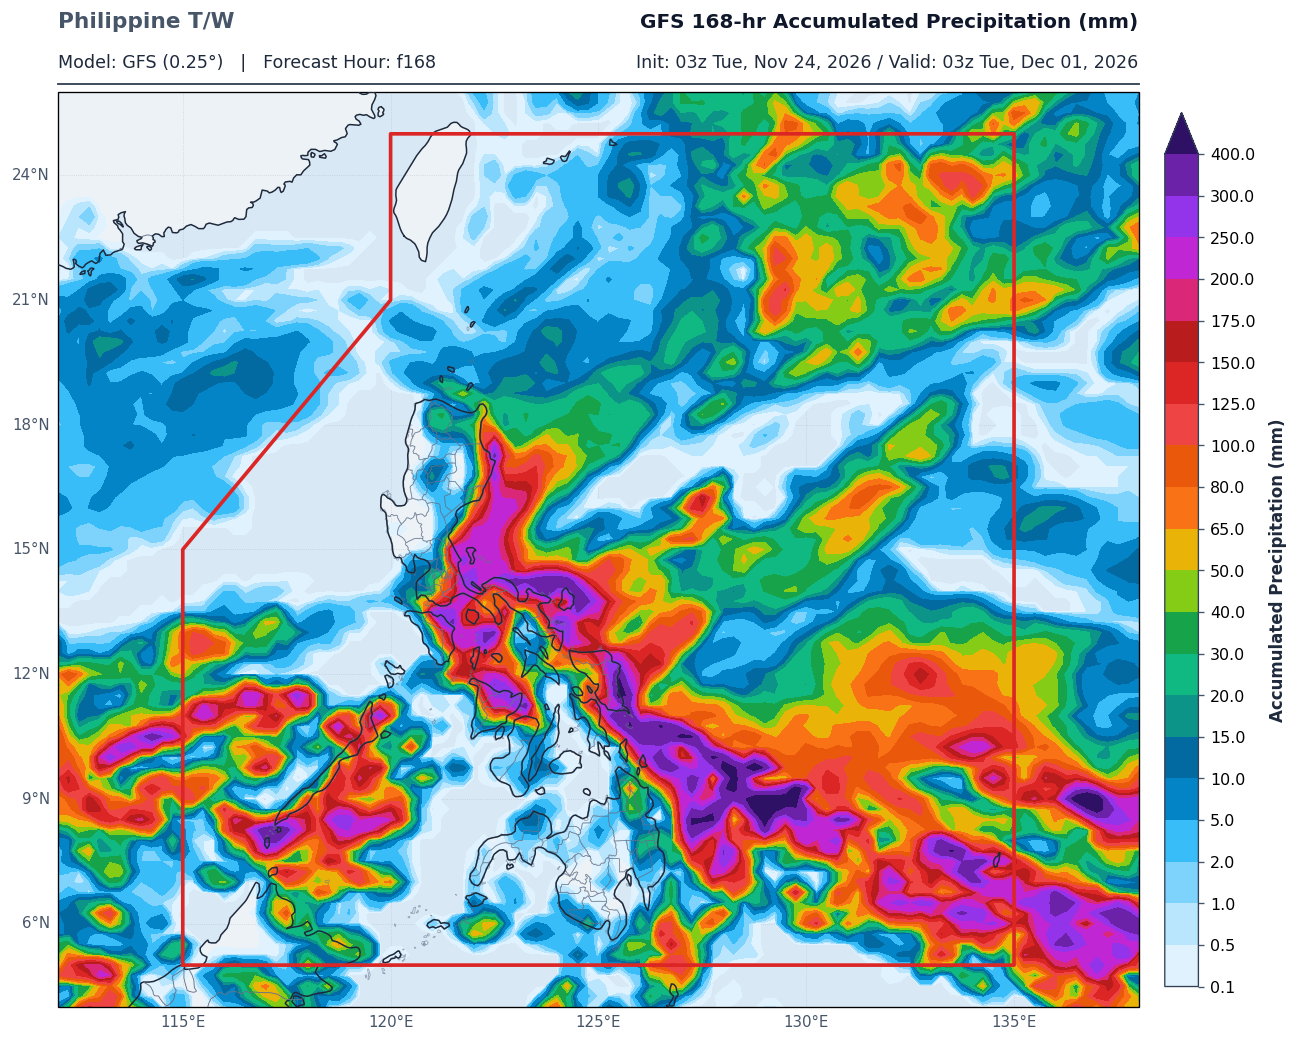 Philippine T/W
GFS 168-hr Accumulated Precipitation (mm)
Model: GFS (0.25°) | Forecast Hour: f168
Init: 03z Tue, Nov 24, 2026 / Valid: 03z Tue, Dec 01, 2026
24°N
21°N
18°N
15°N
12°N
9°N
6°N
115°E
120°E
125°E
130°E
135°E
400.0
300.0
250.0
200.0
175.0
150.0
125.0
100.0
80.0
65.0
50.0
40.0
30.0
20.0
15.0
10.0
5.0
2.0
1.0
0.5
0.1
Accumulated Precipitation (mm)